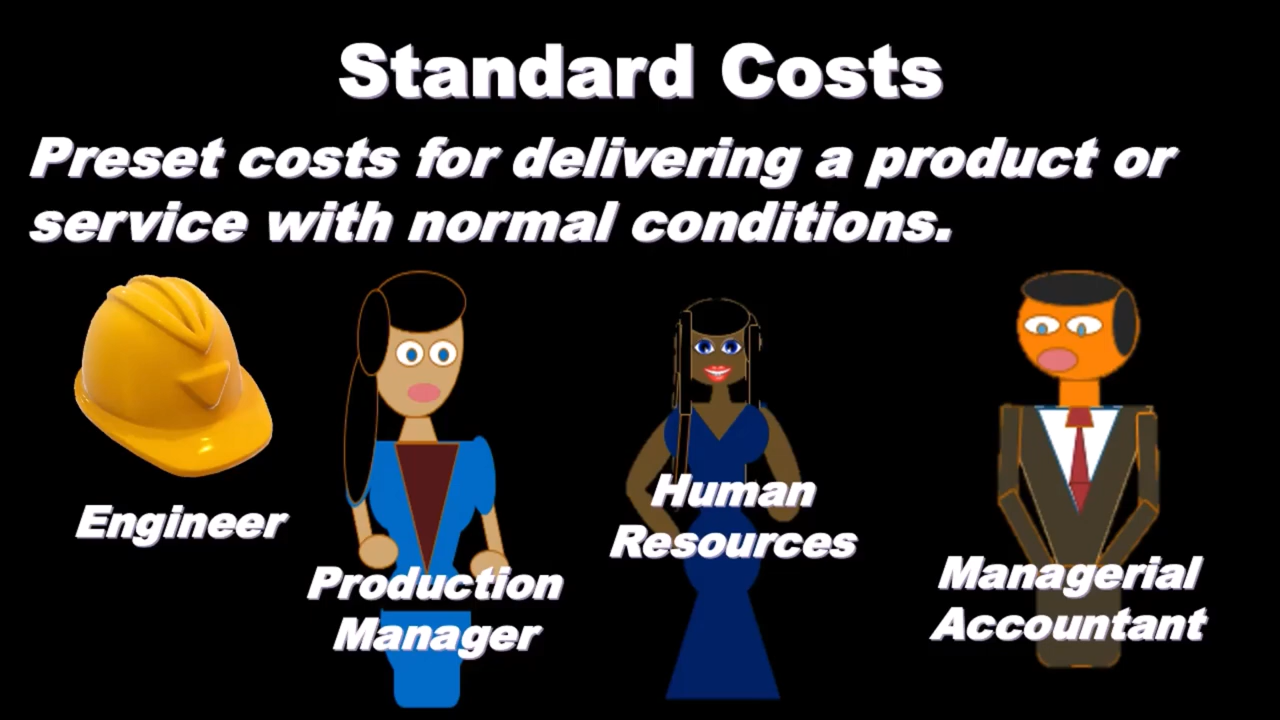 Standard Costs
Preset costs for delivering a product or
service with normal conditions.
Engineer
Production
Manager
Human
Resources
Managerial
Accountant